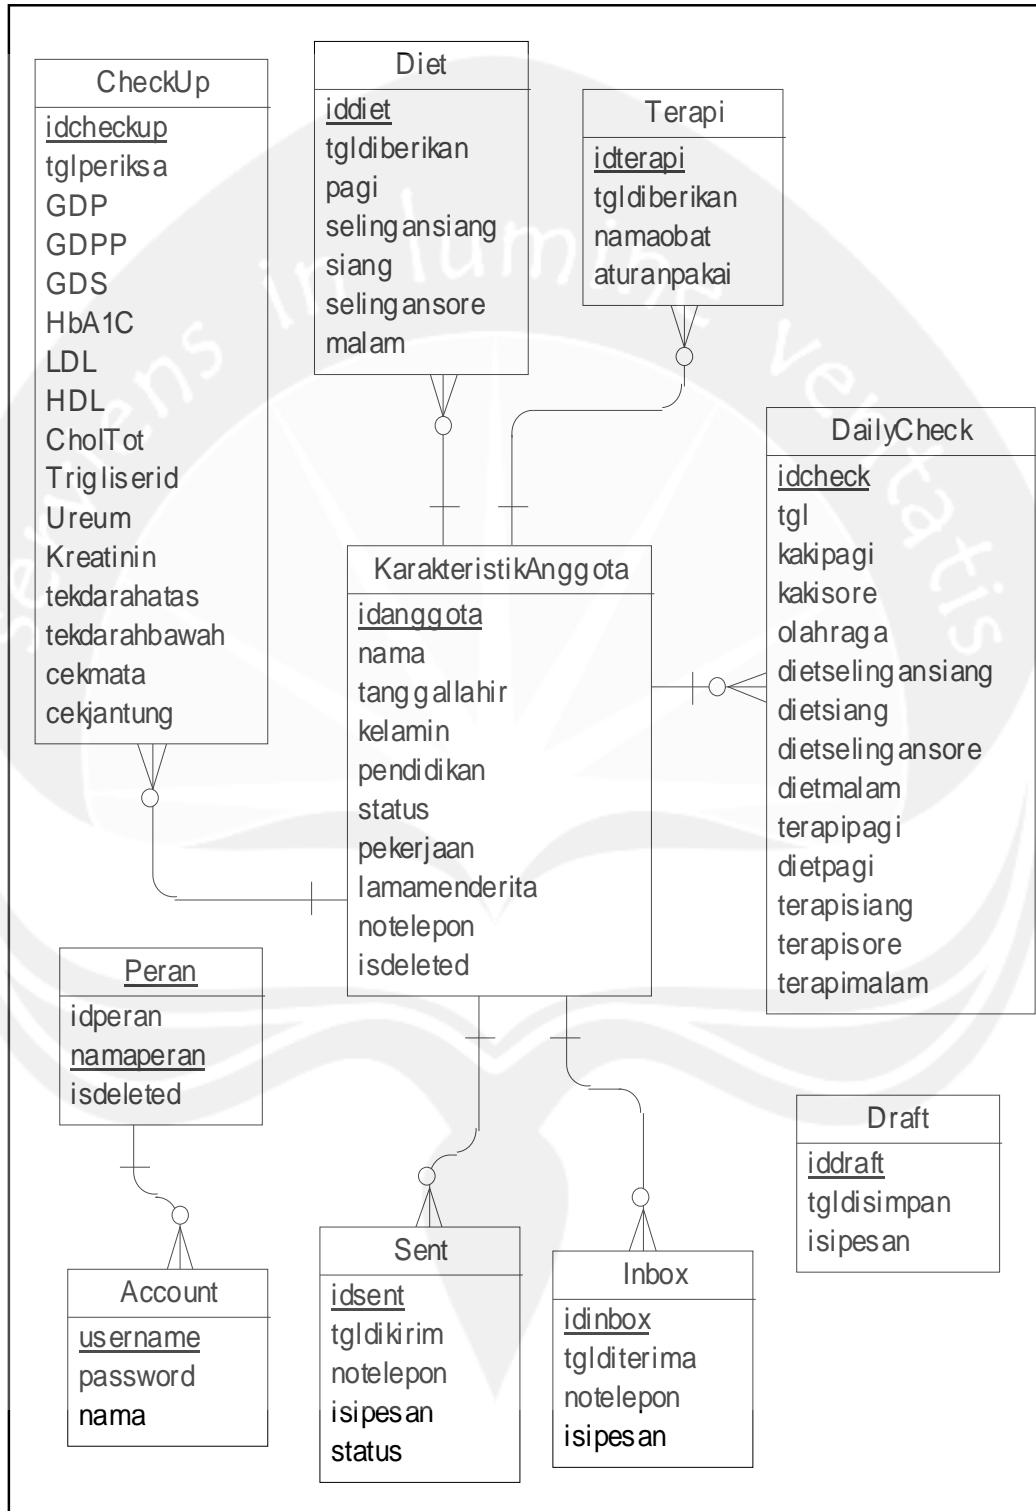 CheckUp
idcheckup
tglperiksa
GDP
GDPP
GDS
HbA1C
LDL
HDL
CholTot
Trigliserid
Ureum
Kreatinin
tekdarahatas
tekdarahbawah
cekmata
cekjantung
Diet
iddiet
tgldiberikan
pagi
selingansiang
siang
selingansore
malam
Terapi
idterapi
tgldiberikan
namaobat
aturanpakai
DailyCheck
idcheck
tgl
kakipagi
kakisore
olahraga
dietselingansiang
dietsiang
dietselingansore
dietmalam
terapipagi
dietpagi
terapisiang
terapisore
terapimalam
KarakteristikAnggota
idanggota
nama
tanggallahir
kelamin
pendidikan
status
pekerjaan
lamamenderita
notelepon
isdeleted
Peran
idperan
namaperan
isdeleted
Account
username
password
nama
Sent
idsent
tgldikirim
notelepon
isipesan
status
Inbox
idinbox
tglditerima
notelepon
isipesan
Draft
iddraft
tgldisimpan
isipesan
serviens in lumine veritatis